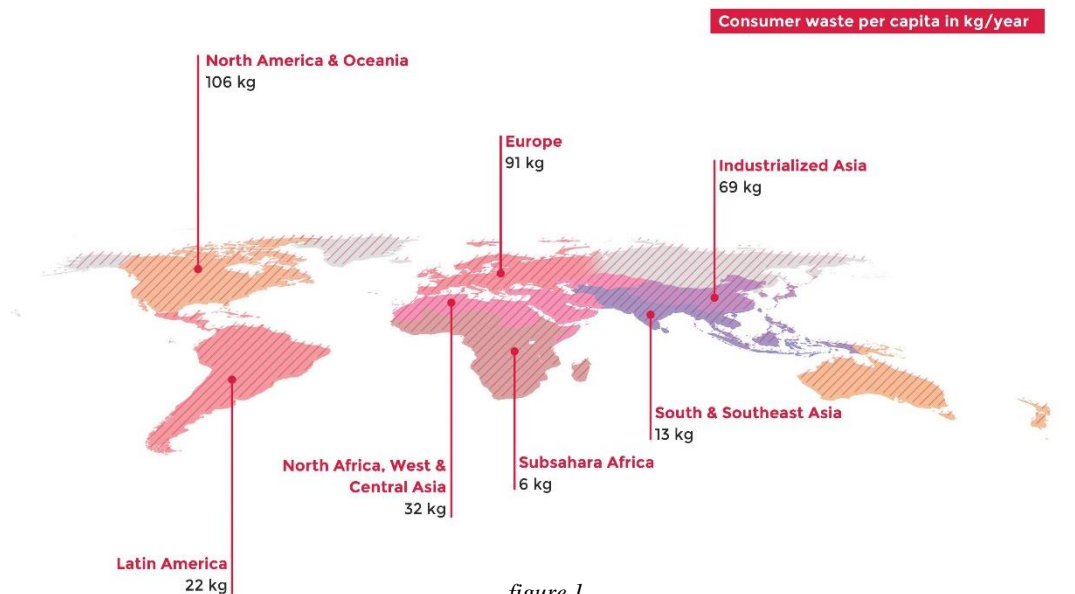 Consumer waste per capita in kg/year
North America & Oceania
106 kg
Europe
91 kg
Industrialized Asia
69 kg
South & Southeast Asia
13 kg
North Africa, West &
Central Asia
32 kg
Subsahara Africa
6 kg
Latin America
22 kg
figure 1